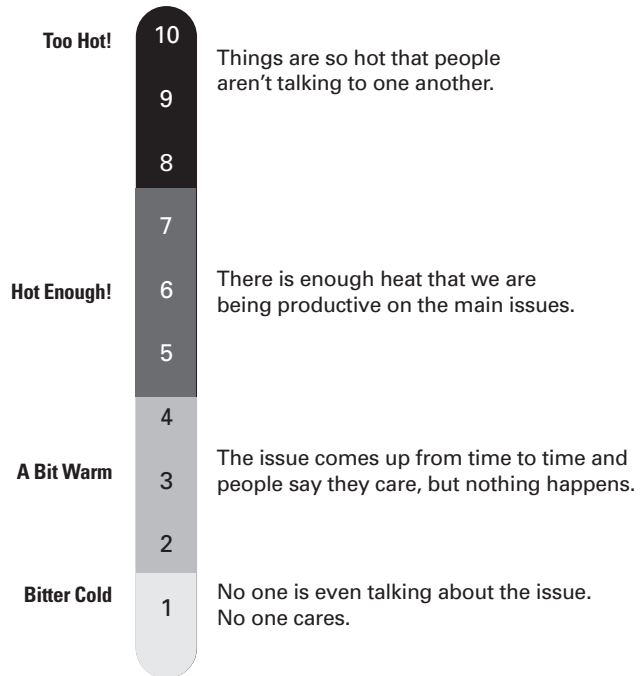 Too Hot!
10
Things are so hot that people
aren’t talking to one another.
9
8
7
Hot Enough!
6
There is enough heat that we are
being productive on the main issues.
5
4
A Bit Warm
3
The issue comes up from time to time and
people say they care, but nothing happens.
2
Bitter Cold
1
No one is even talking about the issue.
No one cares.